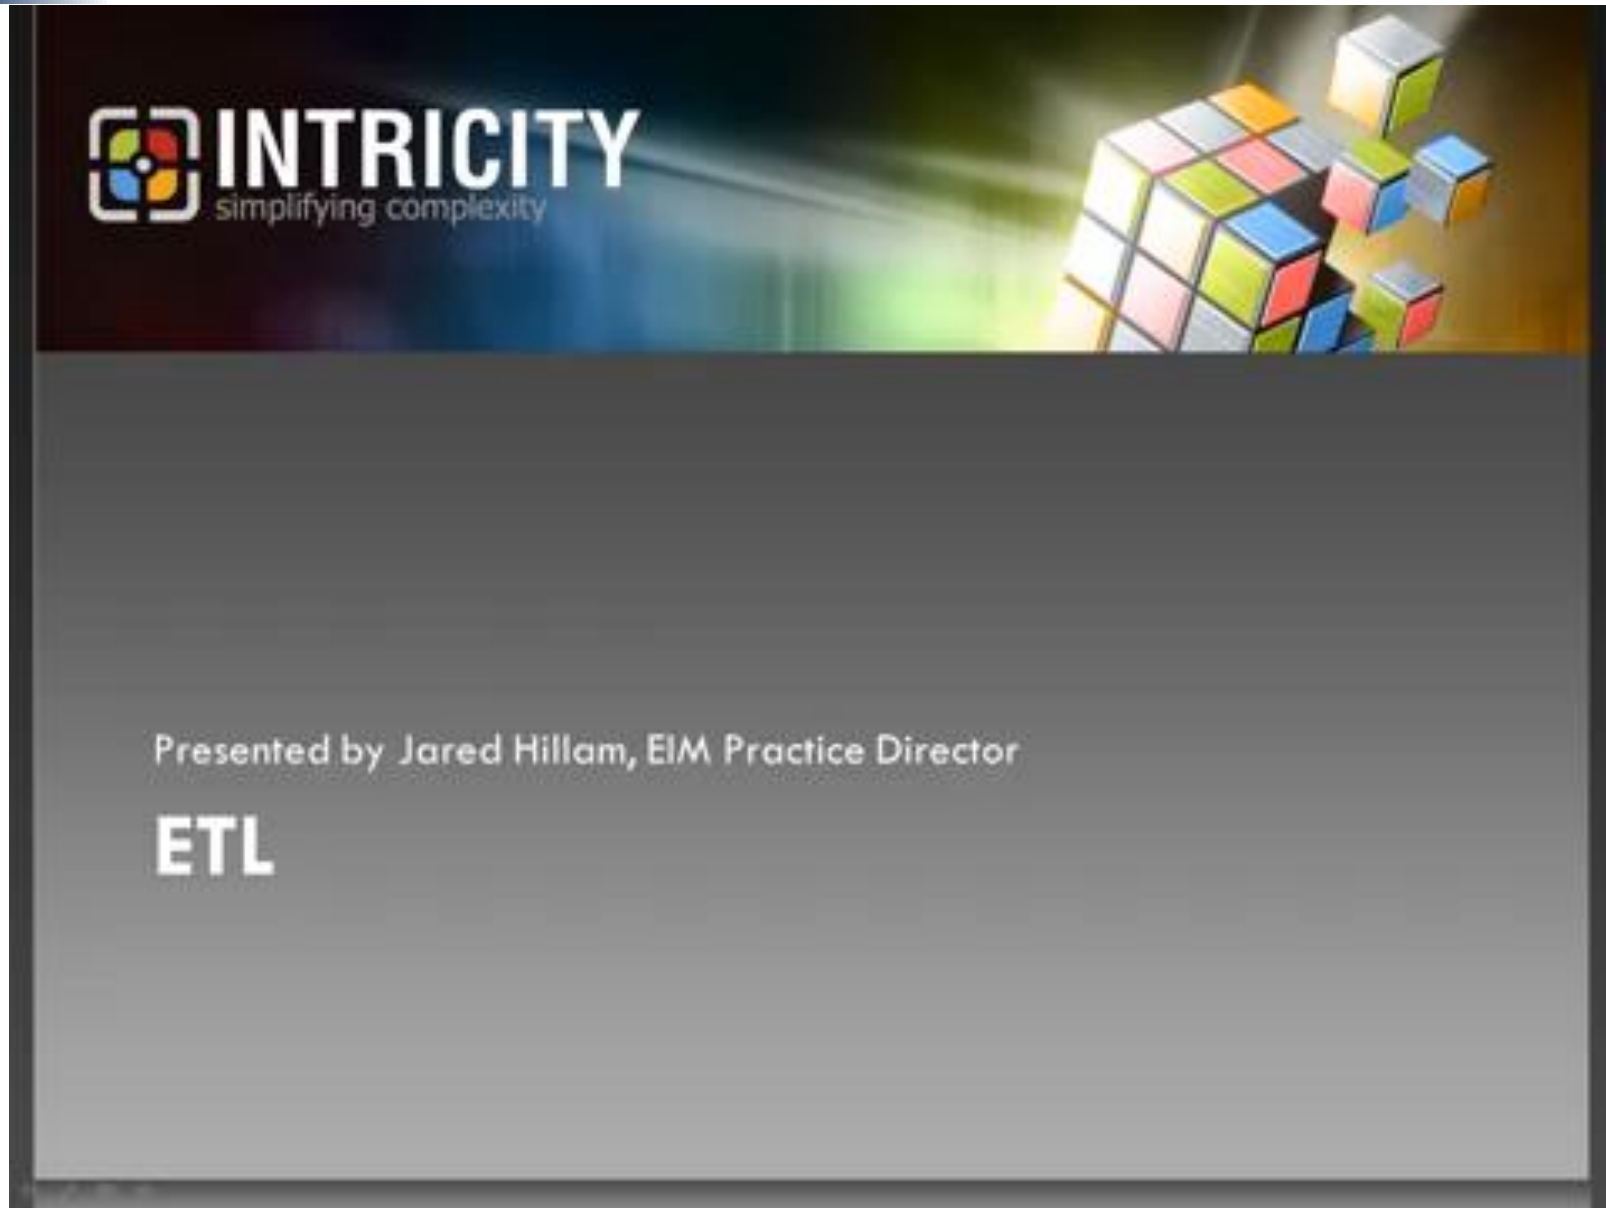 INTRICITY
simplifying complexity
Presented by Jared Hillam, EIM Practice Director
ETL